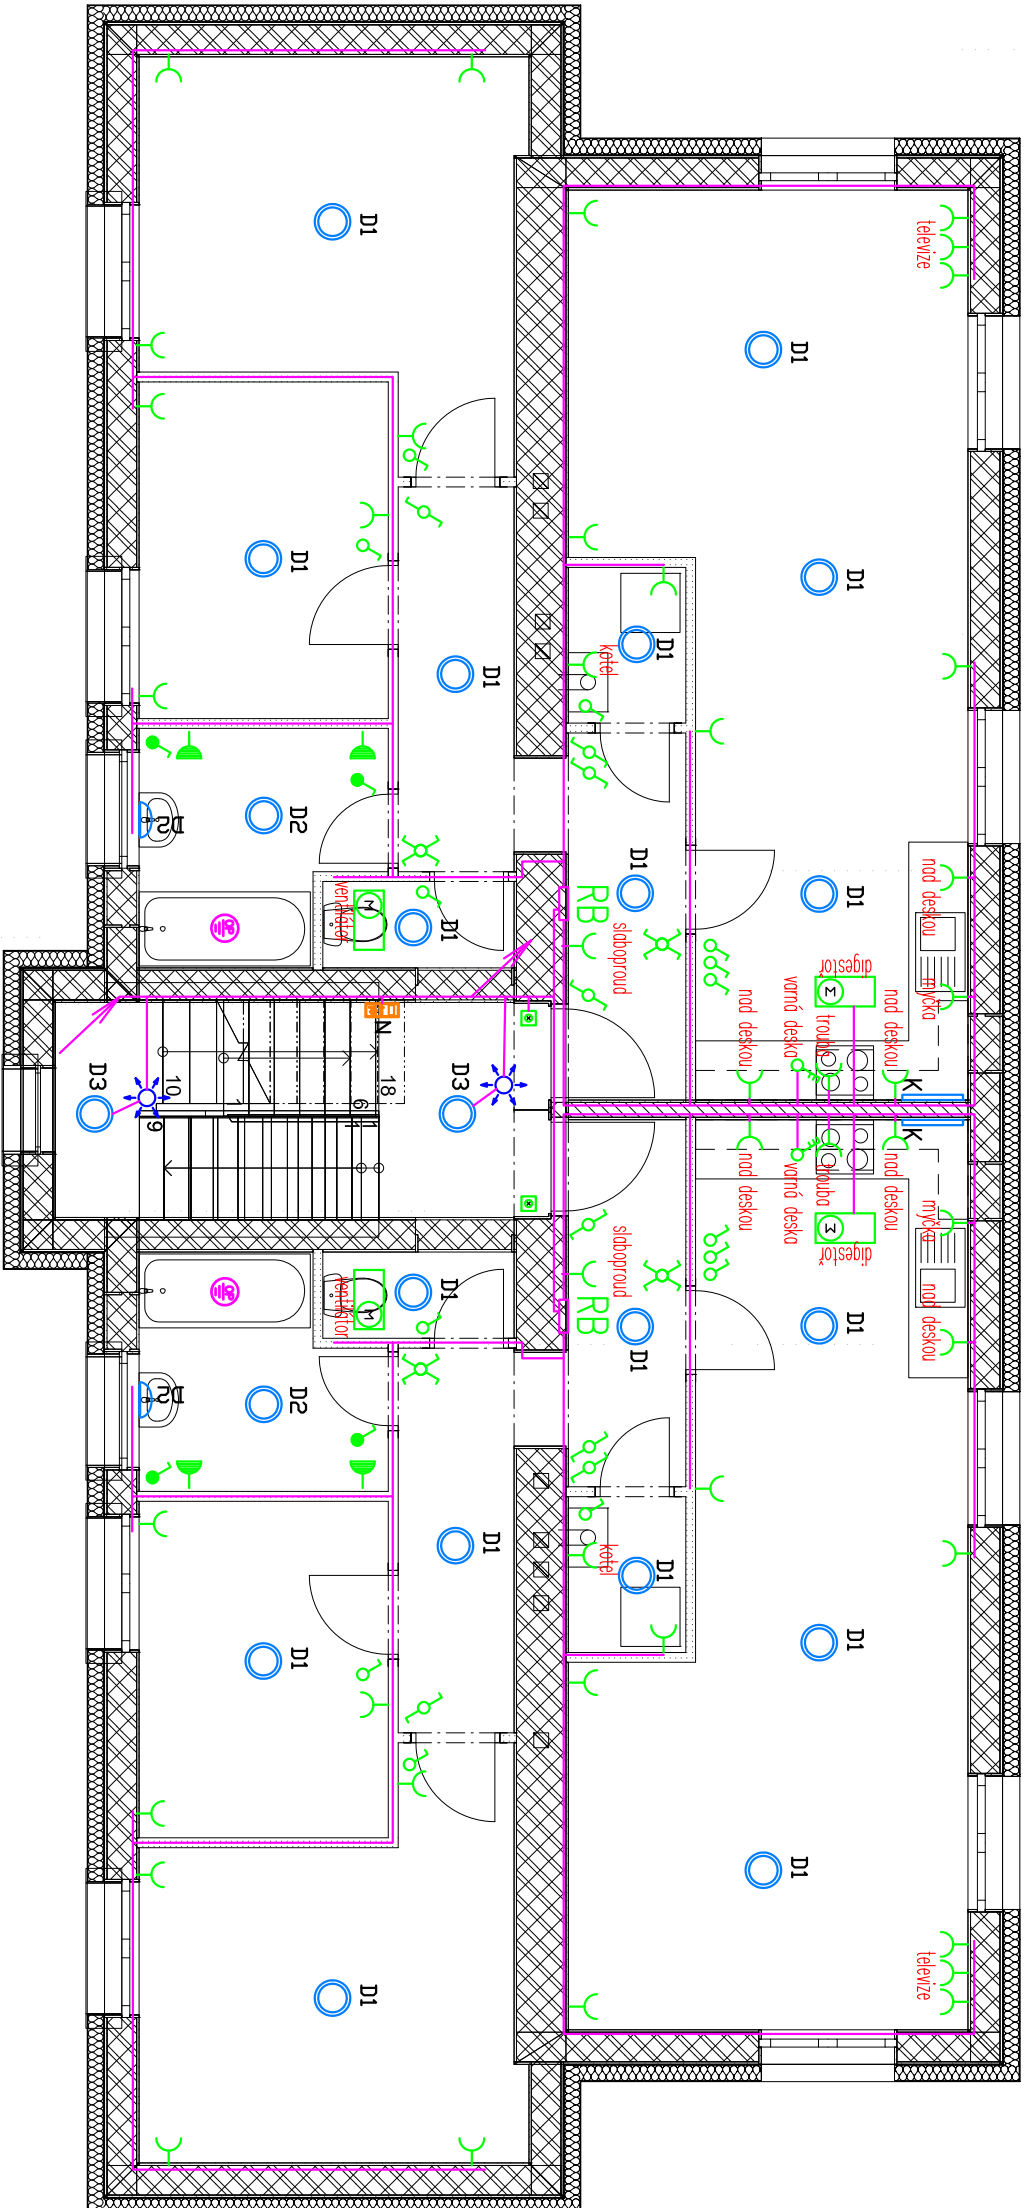 D1
televize
D1
D1
D1
D1
D1
kotel
D1
D1
D1
nad deskou
D2
D2
ventilátor
D1
RB
slaboproud
digestoř
M
myčka
nad deskou
varná deska
trouba
nad deskou
M
N
D3
D3
10
9
18
1
K
K
nad deskou
trouba
varná deska
nad deskou
myčka
M
digestoř
slaboproud
RB
D1
ventilátor
M
D1
D1
nad deskou
D2
D2
D1
kotel
D1
D1
D1
D1
D1
televize